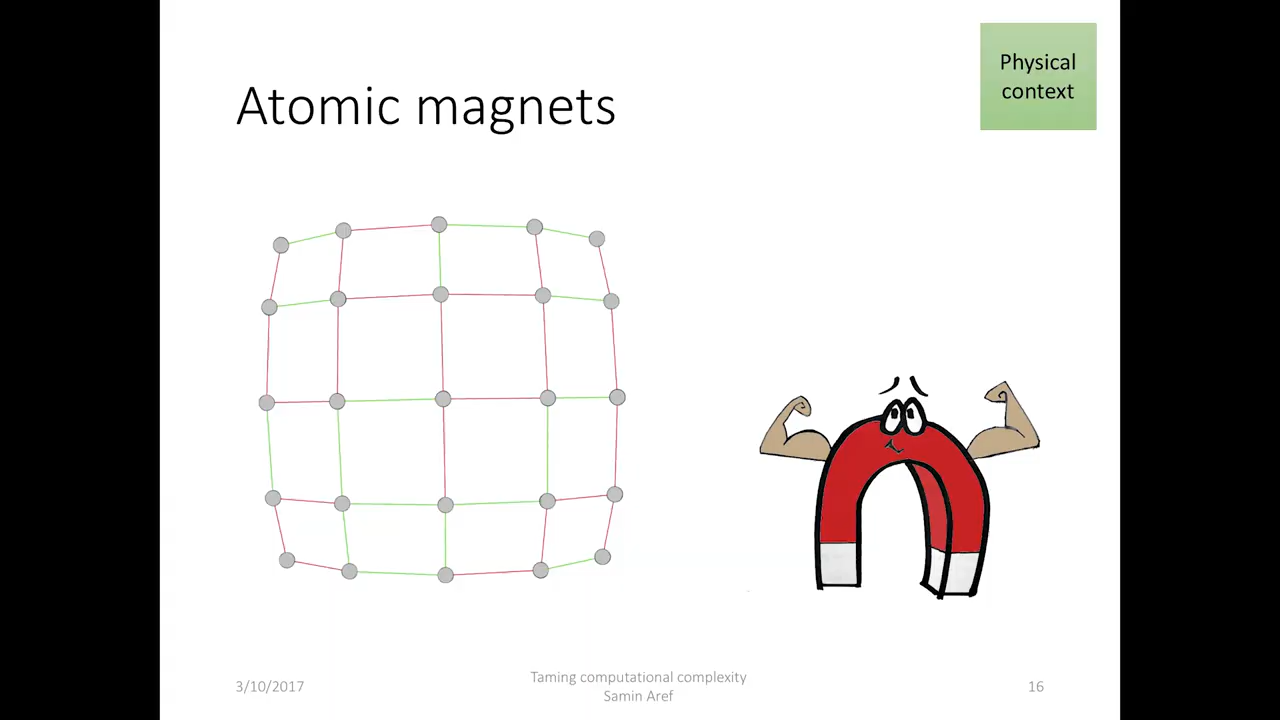 Physical
context
Atomic magnets
3/10/2017
Taming computational complexity
Samin Aref
16